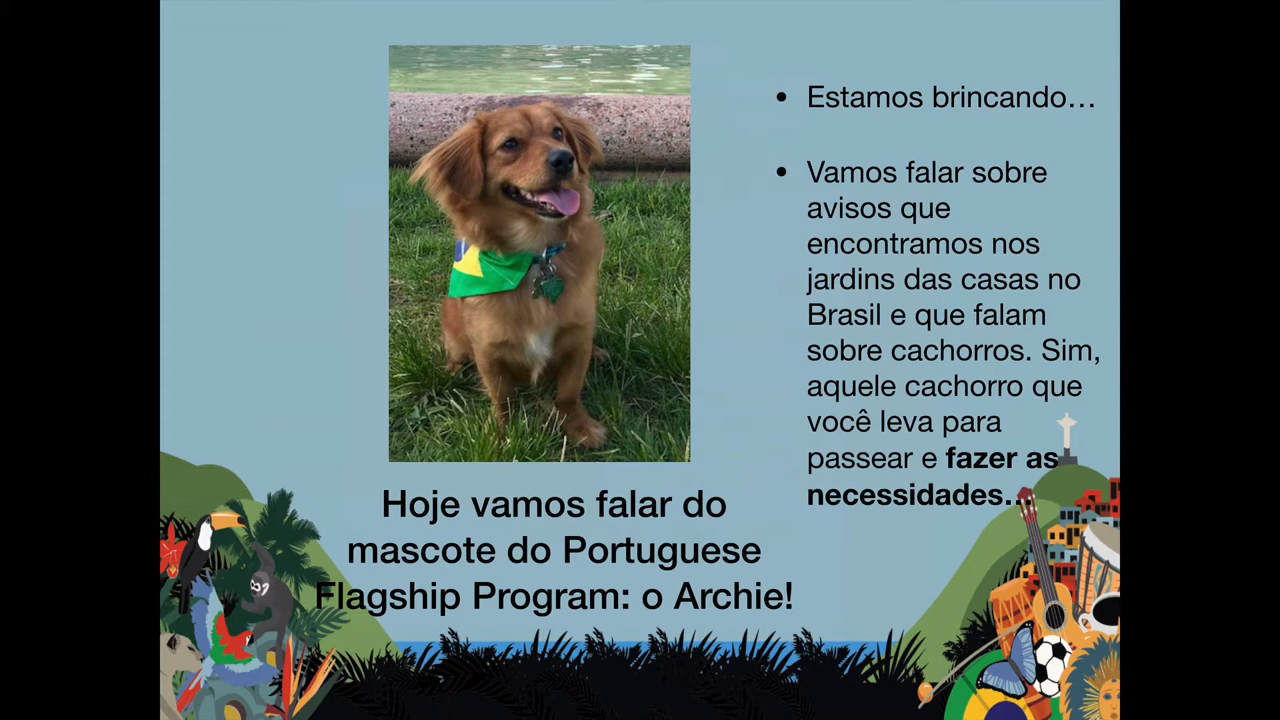 Hoje vamos falar do
mascote do Portuguese
Flagship Program: o Archie!
• Estamos brincando…
• Vamos falar sobre
avisos que
encontramos nos
jardins das casas no
Brasil e que falam
sobre cachorros. Sim,
aquele cachorro que
você leva para
passear e fazer as
necessidades…